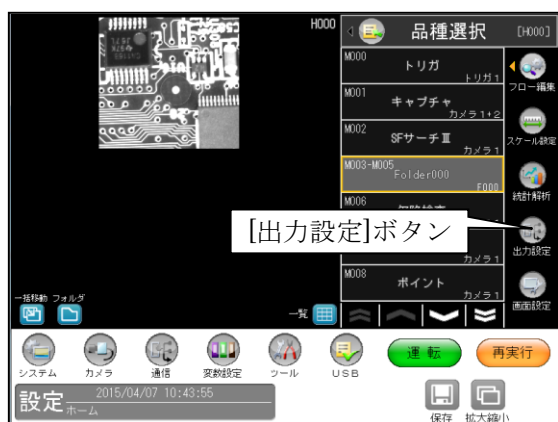 H000
品種選択
[H000]
M000
トリガ
トリガ1
M001
キャプチャ
カメラ1+2
M002
SFサーチⅢ
カメラ1
M003-M005
Folder000
F000
M006
カメラ1
M008
ポイント
カメラ1
フロー編集
スケール設定
統計解析
出力設定
画面設定
[出力設定]ボタン
一括移動 フォルダ
一覧
システム
カメラ
通信
変数設定
ツール
USB
運転
再実行
設定
2015/04/07 10:43:55
ホーム
保存
拡大縮小